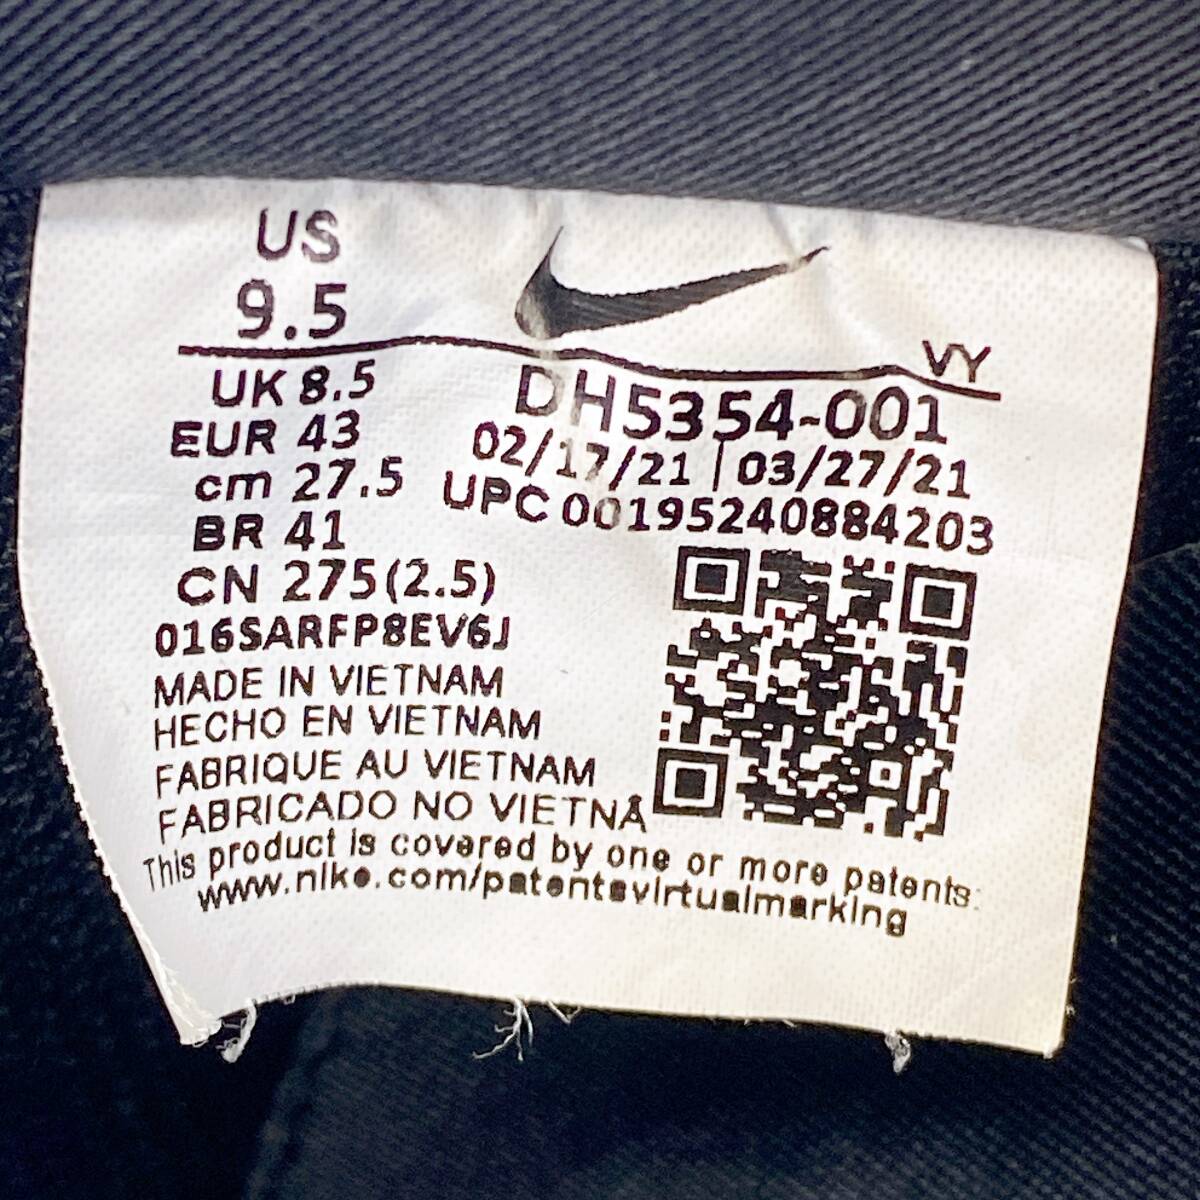 US
9.5
VY
UK 8.5
EUR 43
cm 27.5
BR 41
CN 275(2.5)
DH5354-001
02/17/21 | 03/27/21
UPC 00195240884203
016SARFP8EV6J
MADE IN VIETNAM
HECHO EN VIETNAM
FABRIQUE AU VIETNAM
FABRICADO NO VIETNÃ
This product is covered by one or more patents:
www.nike.com/patentsvirtualmarking